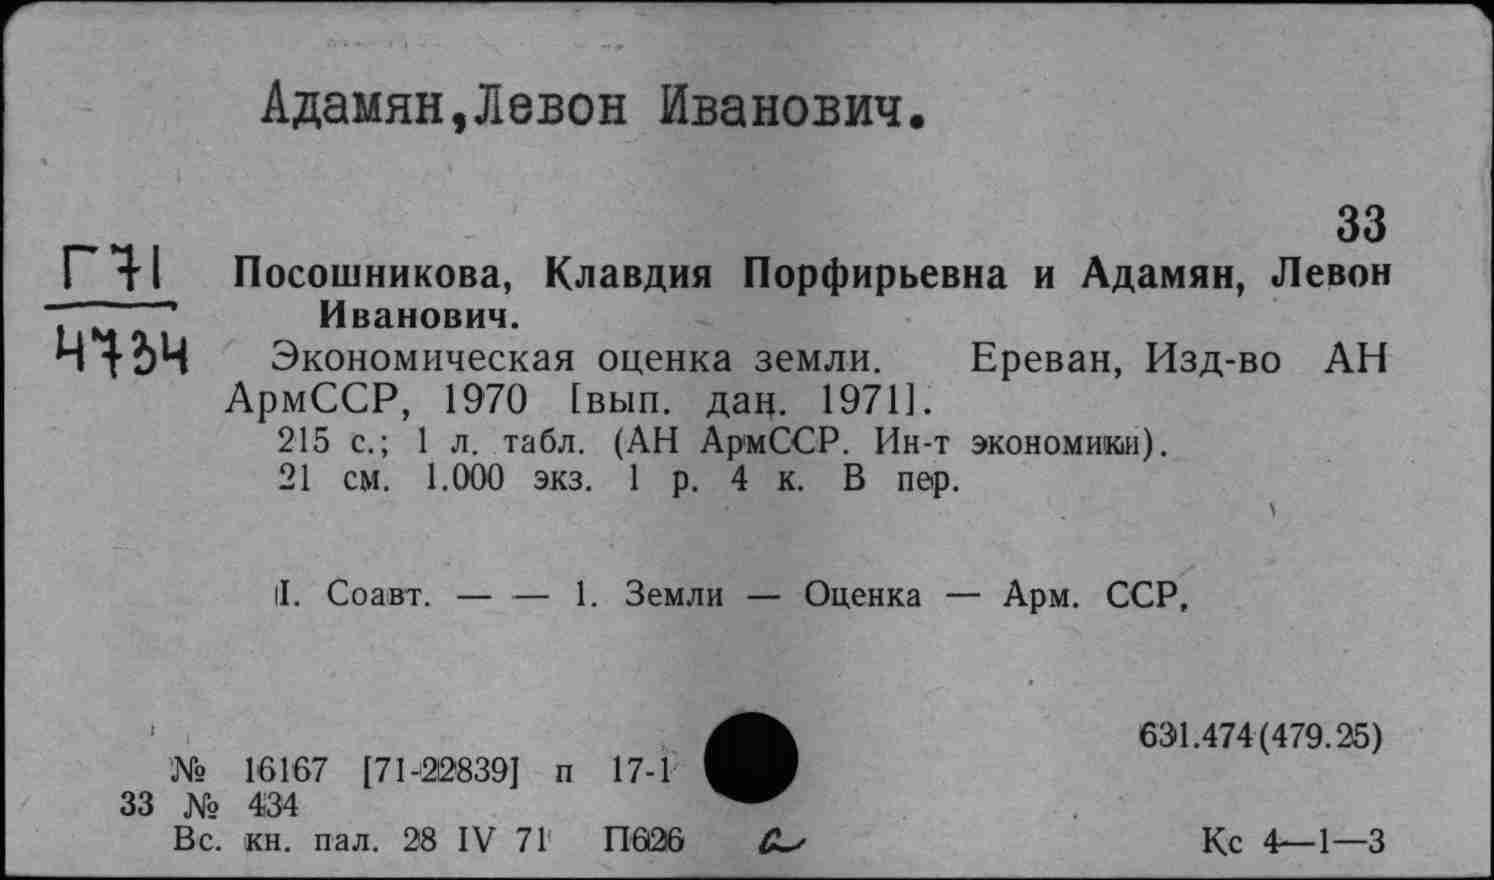 Адамян,Левон Иванович.
33
Г71
4734
Посошникова, Клавдия Порфирьевна и Адамян, Левон
Иванович.
Экономическая оценка земли. Ереван, Изд-во АН
АрмССР, 1970 [вып. дан. 1971].
215 с.; 1 л. табл. (АН АрмССР. Ин-т экономики).
21 см. 1.000 экз. 1 р. 4 к. В пер.
I. Соавт. — — 1. Земли — Оценка — Арм. ССР,
631.474(479.25)
№ 16167 [71-22839] п 17-1
33 № 434
Вс. кн. пал. 28 IV 71 П626
Кс 4—1—3